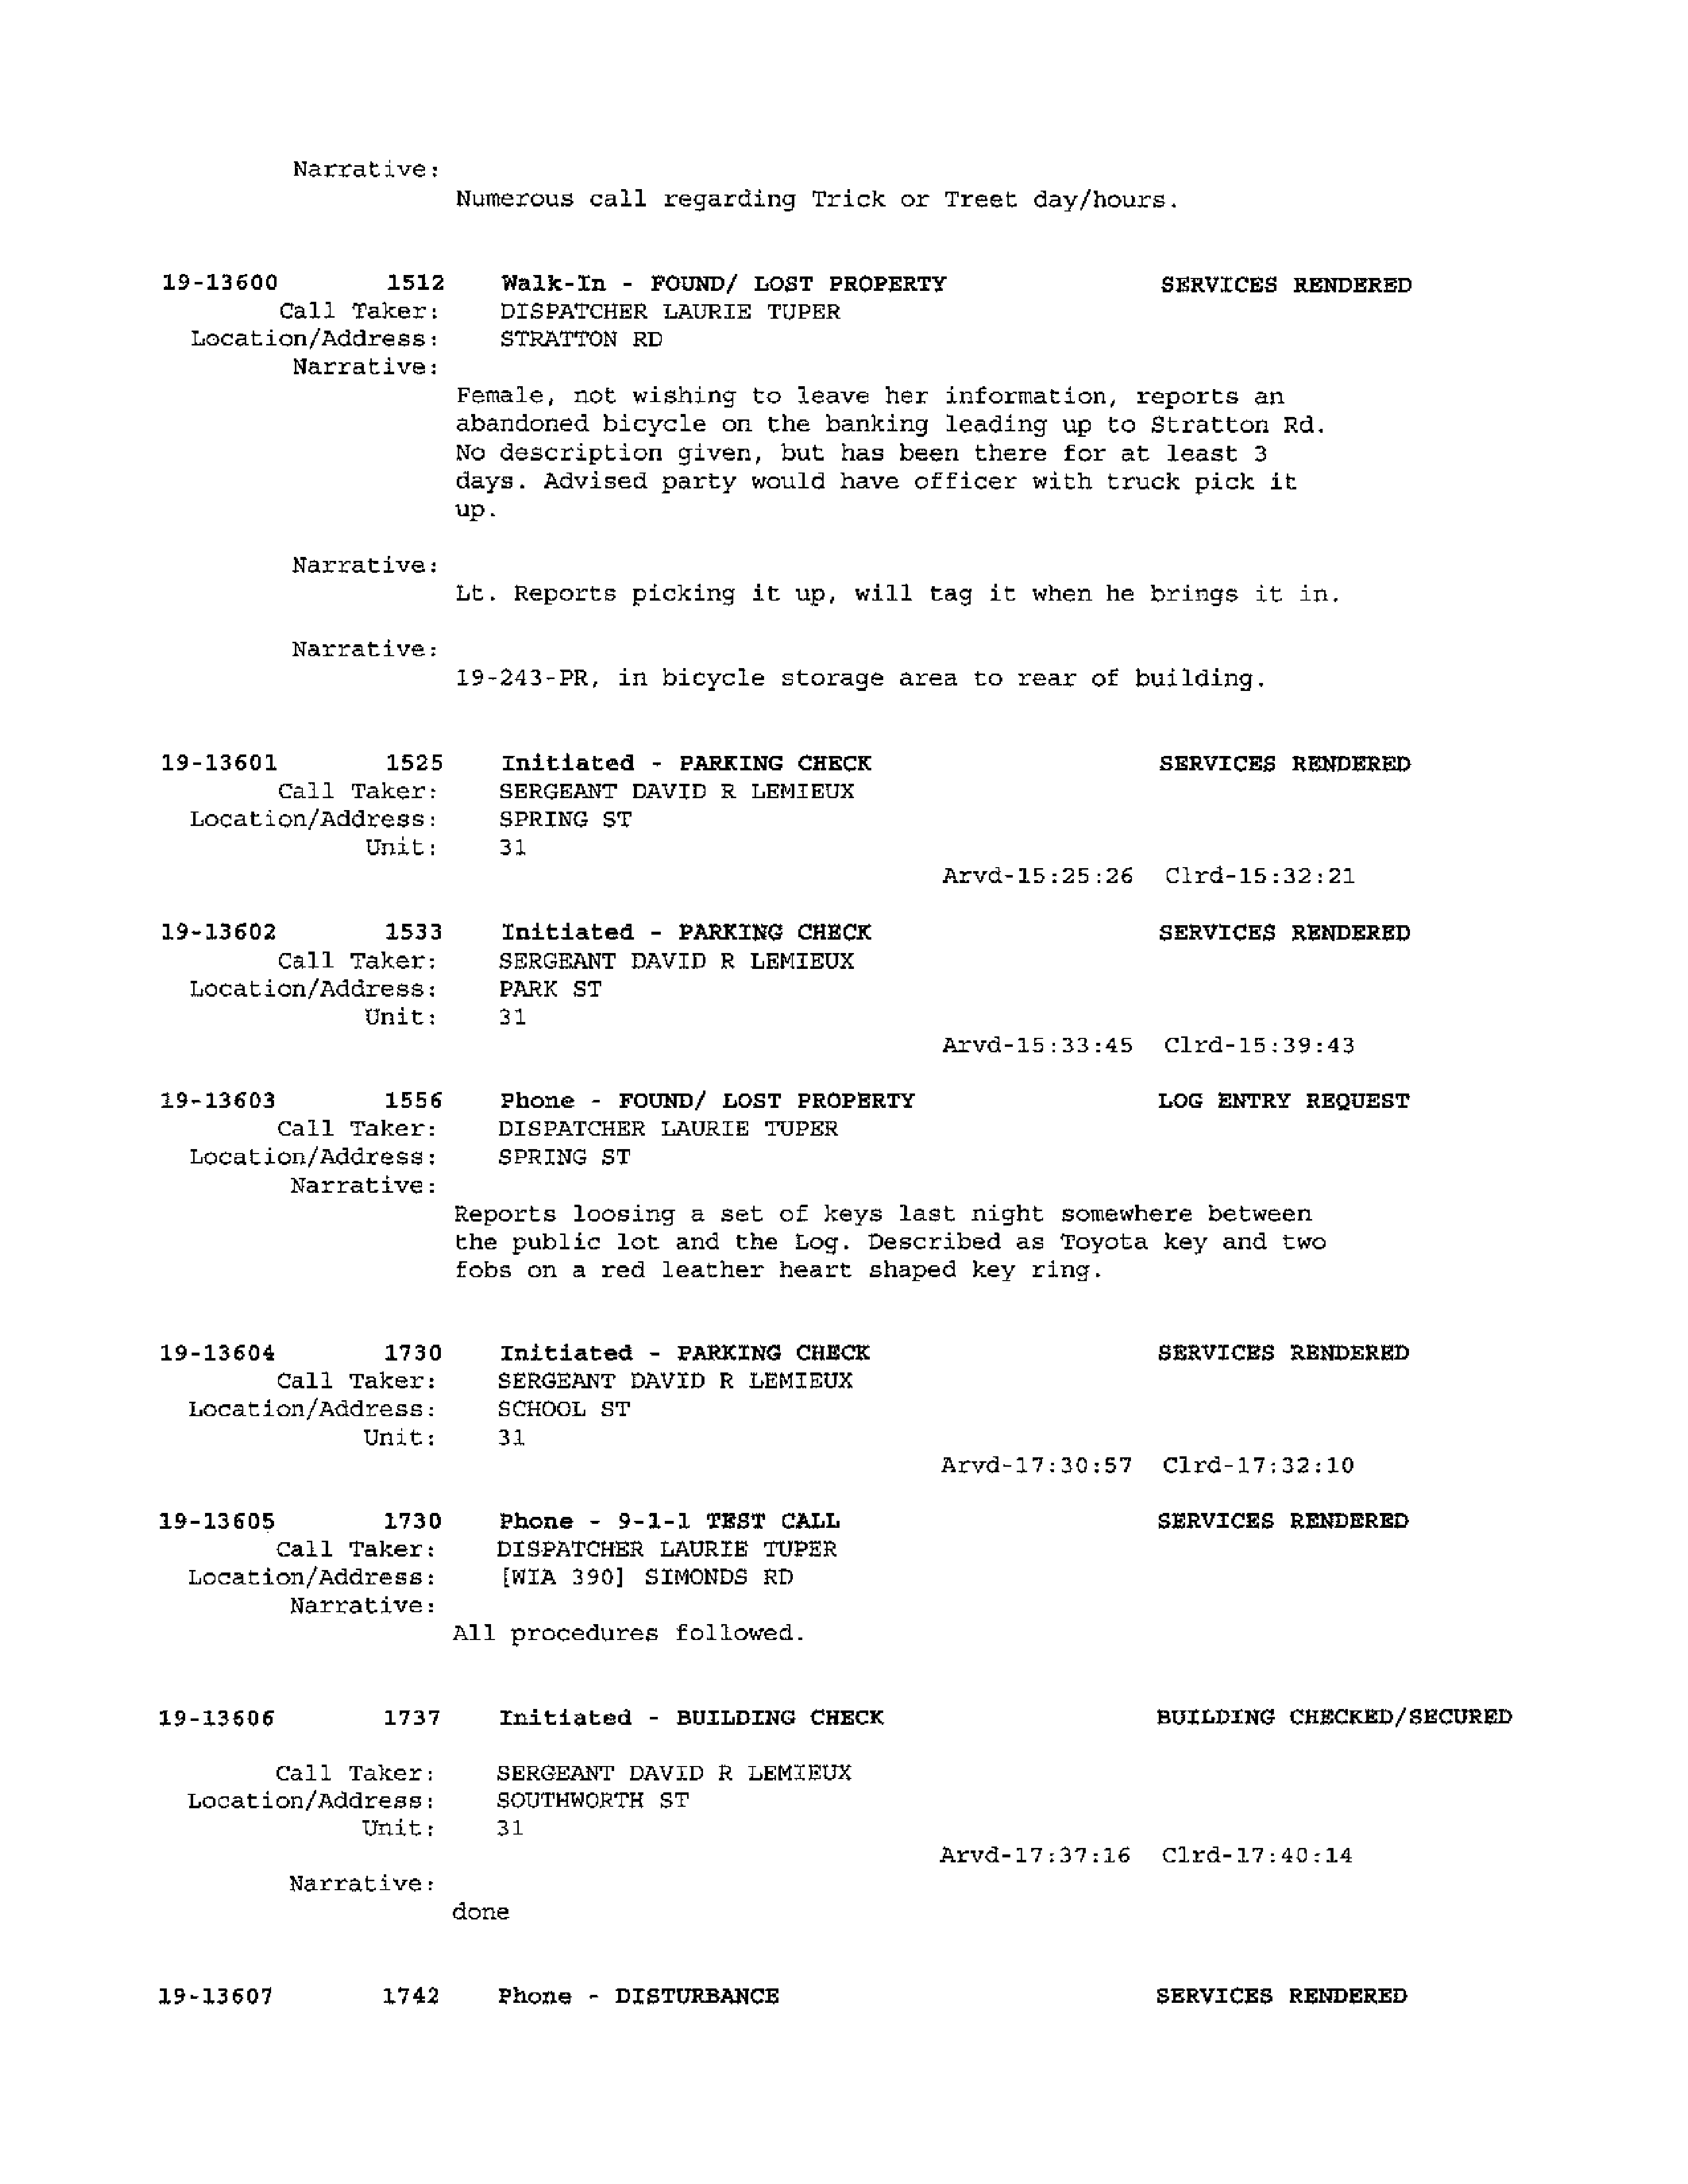 Narrative:
Numerous call regarding Trick or Treet day/hours.
19-13600 1512 Walk-In - FOUND/ LOST PROPERTY SERVICES RENDERED
Call Taker: DISPATCHER LAURIE TUPER
Location/Address: STRATTON RD
Narrative:
Female, not wishing to leave her information, reports an
abandoned bicycle on the banking leading up to Stratton Rd.
No description given, but has been there for at least 3
days. Advised party would have officer with truck pick it
up.
Narrative:
Lt. Reports picking it up, will tag it when he brings it in.
Narrative:
19-243-PR, in bicycle storage area to rear of building.
19-13601 1525 Initiated - PARKING CHECK SERVICES RENDERED
Call Taker: SERGEANT DAVID R LEMIEUX
Location/Address: SPRING ST
Unit: 31
Arvd-15:25:26 Clrd-15:32:21
19-13602 1533 Initiated - PARKING CHECK SERVICES RENDERED
Call Taker: SERGEANT DAVID R LEMIEUX
Location/Address: PARK ST
Unit: 31
Arvd-15:33:45 Clrd-15:39:43
19-13603 1556 Phone - FOUND/ LOST PROPERTY LOG ENTRY REQUEST
Call Taker: DISPATCHER LAURIE TUPER
Location/Address: SPRING ST
Narrative:
Reports loosing a set of keys last night somewhere between
the public lot and the Log. Described as Toyota key and two
fobs on a red leather heart shaped key ring.
19-13604 1730 Initiated - PARKING CHECK SERVICES RENDERED
Call Taker: SERGEANT DAVID R LEMIEUX
Location/Address: SCHOOL ST
Unit: 31
Arvd-17:30:57 Clrd-17:32:10
19-13605 1730 Phone - 9-1-1 TEST CALL SERVICES RENDERED
Call Taker: DISPATCHER LAURIE TUPER
Location/Address: [WIA 390] SIMONDS RD
Narrative:
All procedures followed.
19-13606 1737 Initiated - BUILDING CHECK BUILDING CHECKED/SECURED
Call Taker: SERGEANT DAVID R LEMIEUX
Location/Address: SOUTHWORTH ST
Unit: 31
Arvd-17:37:16 Clrd-17:40:14
Narrative:
done
19-13607 1742 Phone - DISTURBANCE SERVICES RENDERED